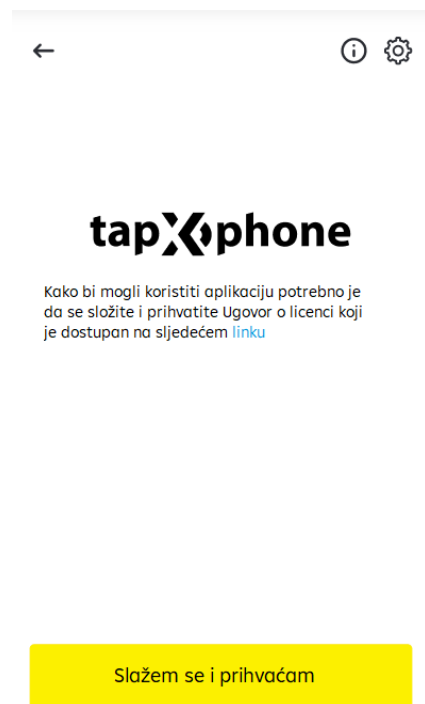 tapXphone
Kako bi mogli koristiti aplikaciju potrebno je
da se složite i prihvatite Ugovor o licenci koji
je dostupan na sljedećem linku
Slažem se i prihvaćam